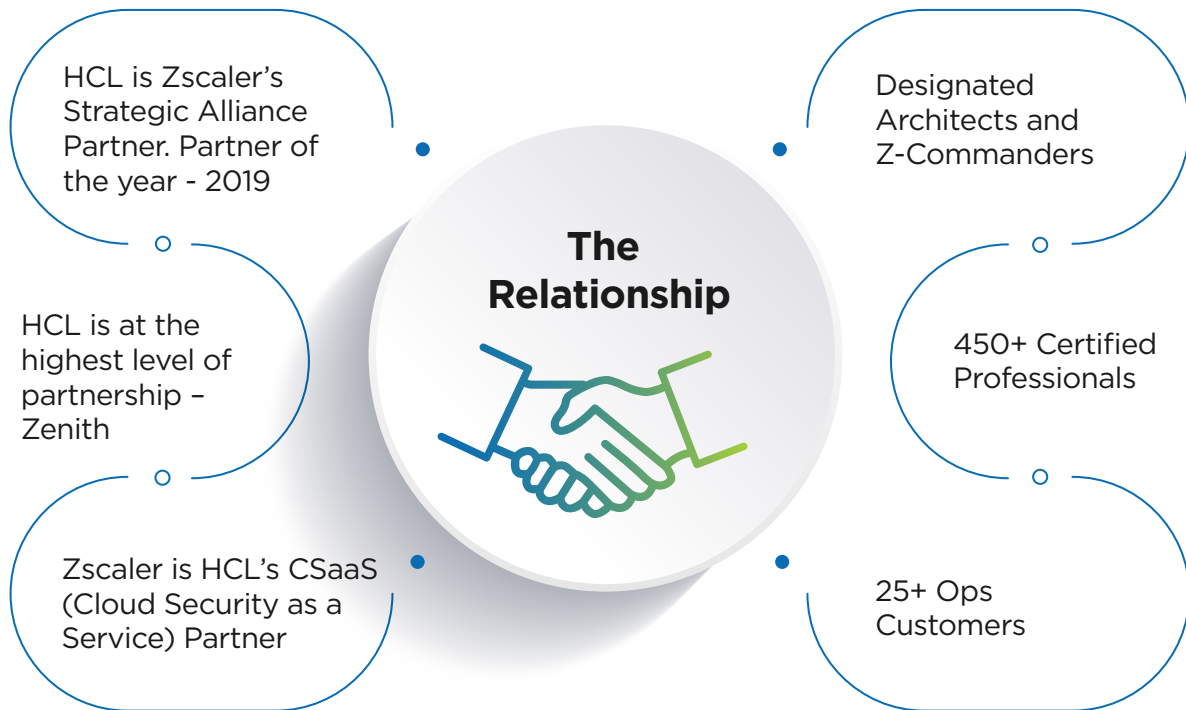 HCL is Zscaler’s
Strategic Alliance
Partner. Partner of
the year - 2019
HCL is at the
highest level of
partnership –
Zenith
Zscaler is HCL’s CSaaS
(Cloud Security as a
Service) Partner
The
Relationship
Designated
Architects and
Z-Commanders
450+ Certified
Professionals
25+ Ops
Customers